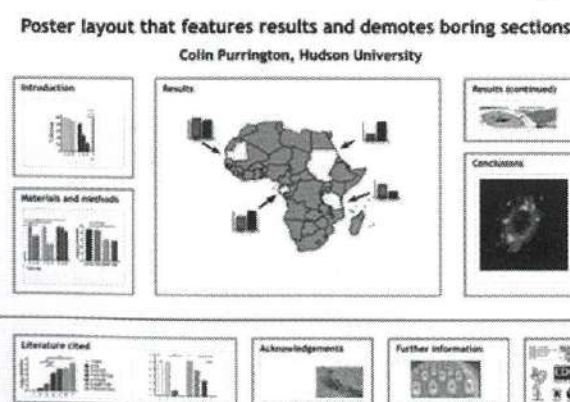 Poster layout that features results and demotes boring sections
Colin Purrington, Hudson University
Introduction
Results
Results (continued)
Conclusions
Materials and methods
Literature cited
Acknowledgements
Further information